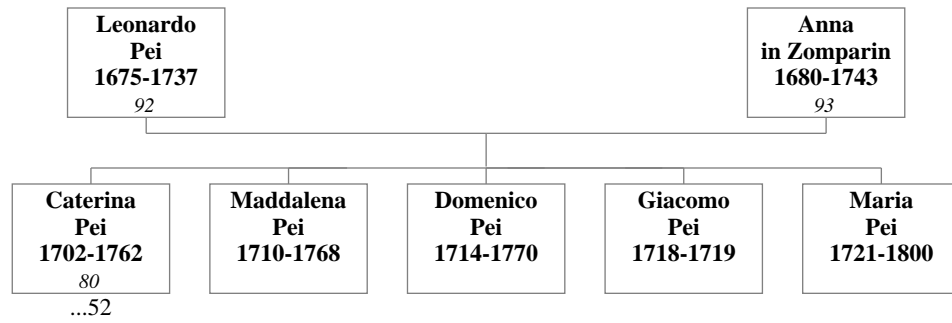 Leonardo
Pei
1675-1737
92
Anna
in Zomparin
1680-1743
93
Caterina
Pei
1702-1762
80
...52
Maddalena
Pei
1710-1768
Domenico
Pei
1714-1770
Giacomo
Pei
1718-1719
Maria
Pei
1721-1800